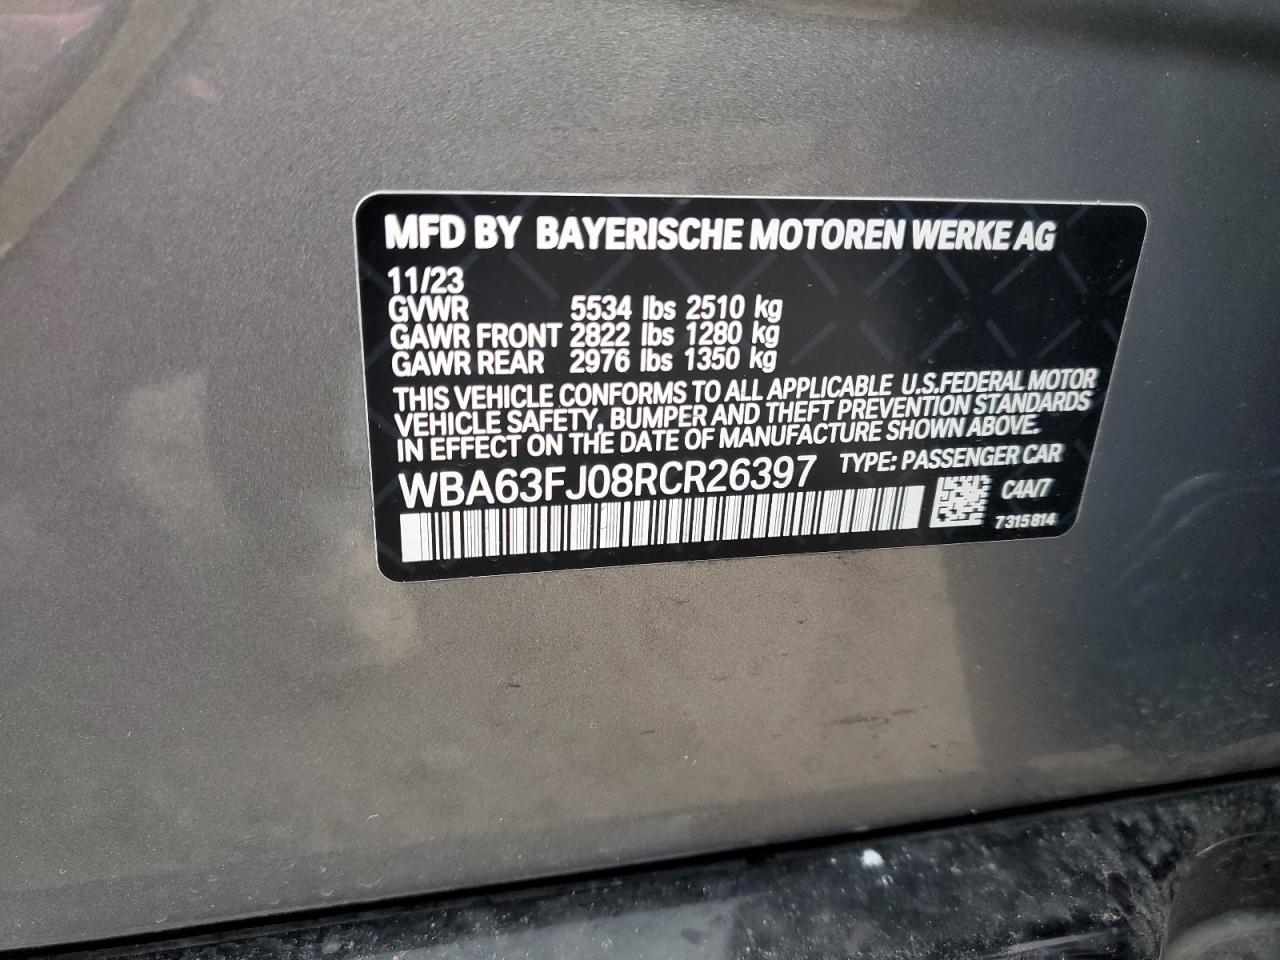 MFD BY BAYERISCHE MOTOREN WERKE AG
11/23
GVWR 5534 lbs 2510 kg
GAWR FRONT 2822 lbs 1280 kg
GAWR REAR 2976 lbs 1350 kg
THIS VEHICLE CONFORMS TO ALL APPLICABLE U.S.FEDERAL MOTOR
VEHICLE SAFETY, BUMPER AND THEFT PREVENTION STANDARDS
IN EFFECT ON THE DATE OF MANUFACTURE SHOWN ABOVE.
WBA63FJ08RCR26397 TYPE: PASSENGER CAR
C4A/7
7315814